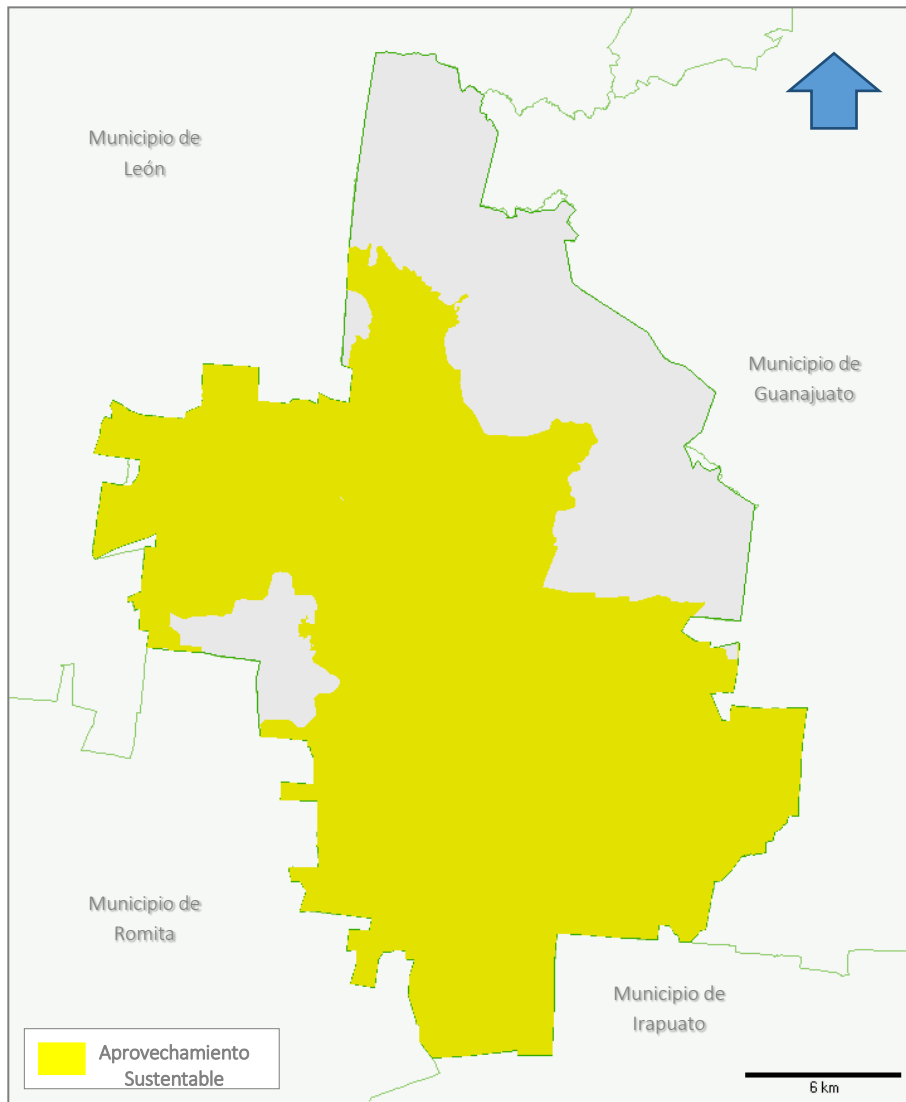 Municipio de
León
Municipio de
Guanajuato
Municipio de
Romita
Municipio de
Irapuato
Aprovechamiento
Sustentable
6 km